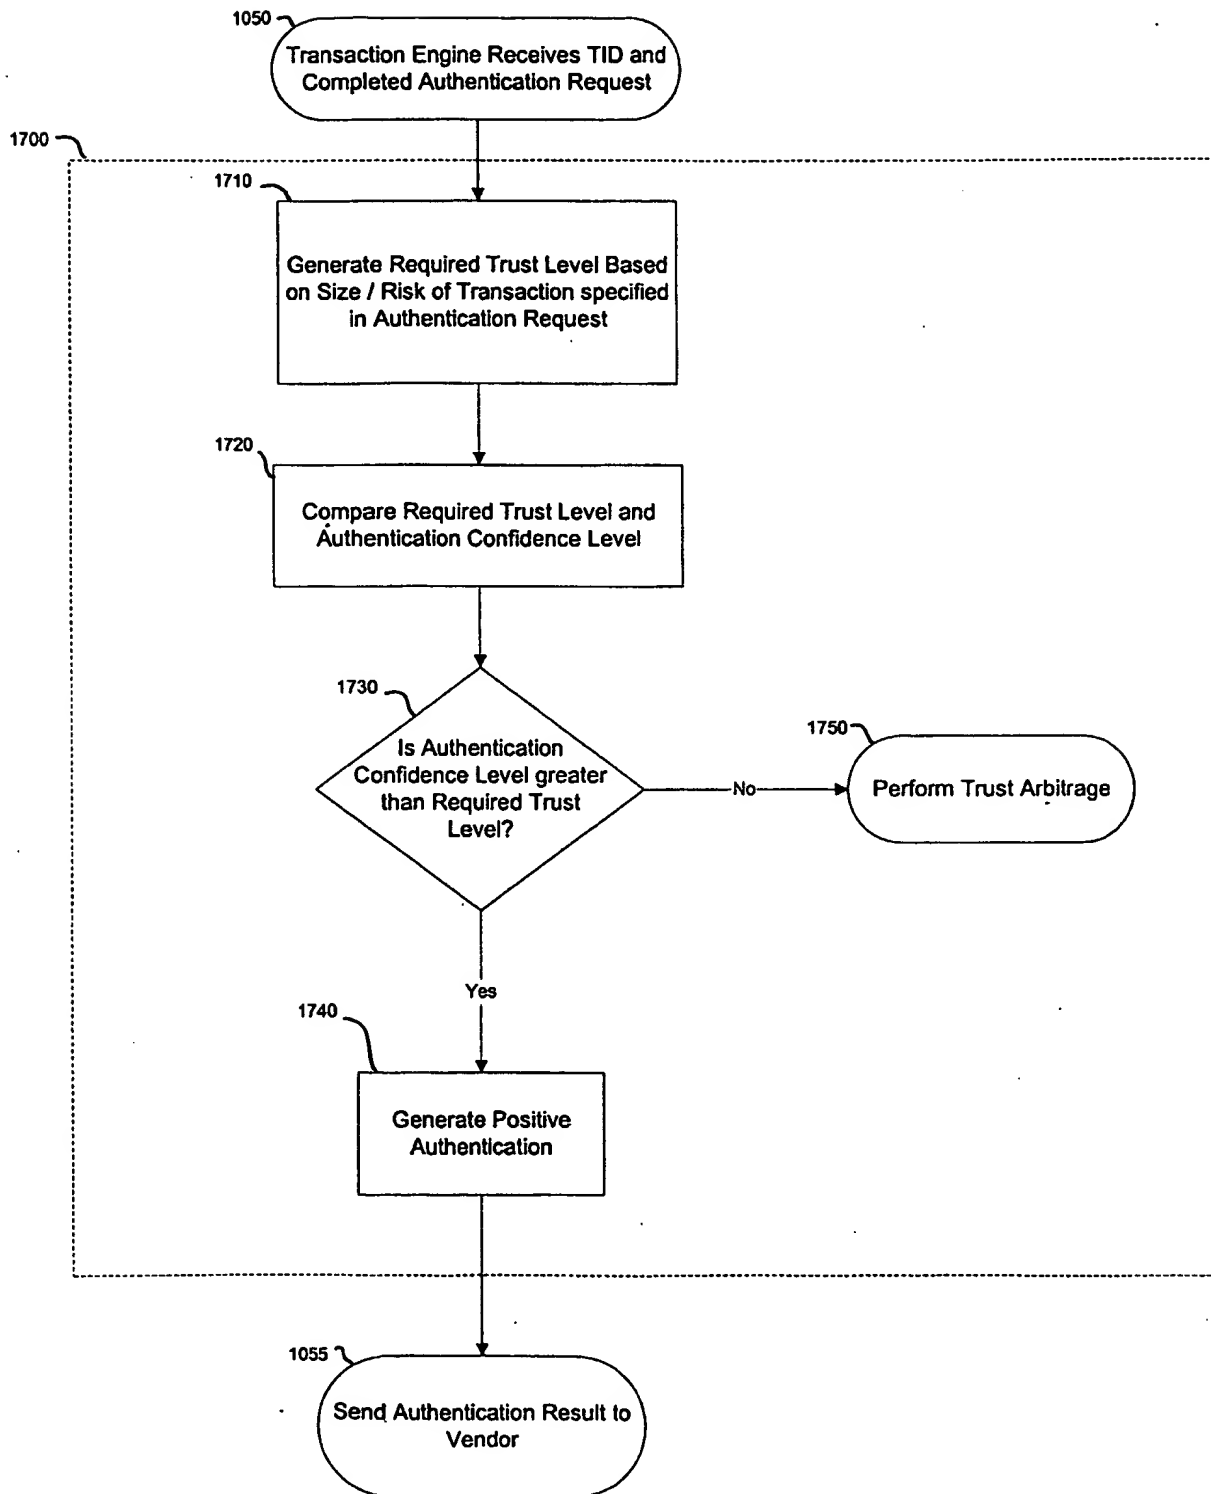 1050
Transaction Engine Receives TID and
Completed Authentication Request
1700
1710
Generate Required Trust Level Based
on Size / Risk of Transaction specified
in Authentication Request
1720
Compare Required Trust Level and
Authentication Confidence Level
1730
Is Authentication
Confidence Level greater
than Required Trust
Level?
No
1750
Perform Trust Arbitrage
Yes
1740
Generate Positive
Authentication
1055
Send Authentication Result to
Vendor